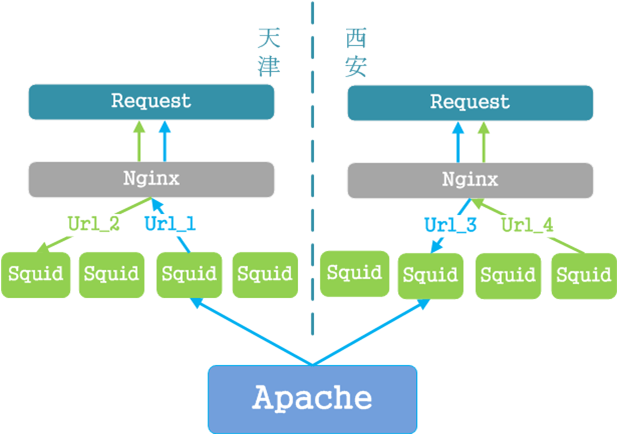 天津
西安
Request
Request
Nginx
Nginx
Url_2
Url_1
Url_3
Url_4
Squid
Squid
Squid
Squid
Squid
Squid
Squid
Squid
Apache